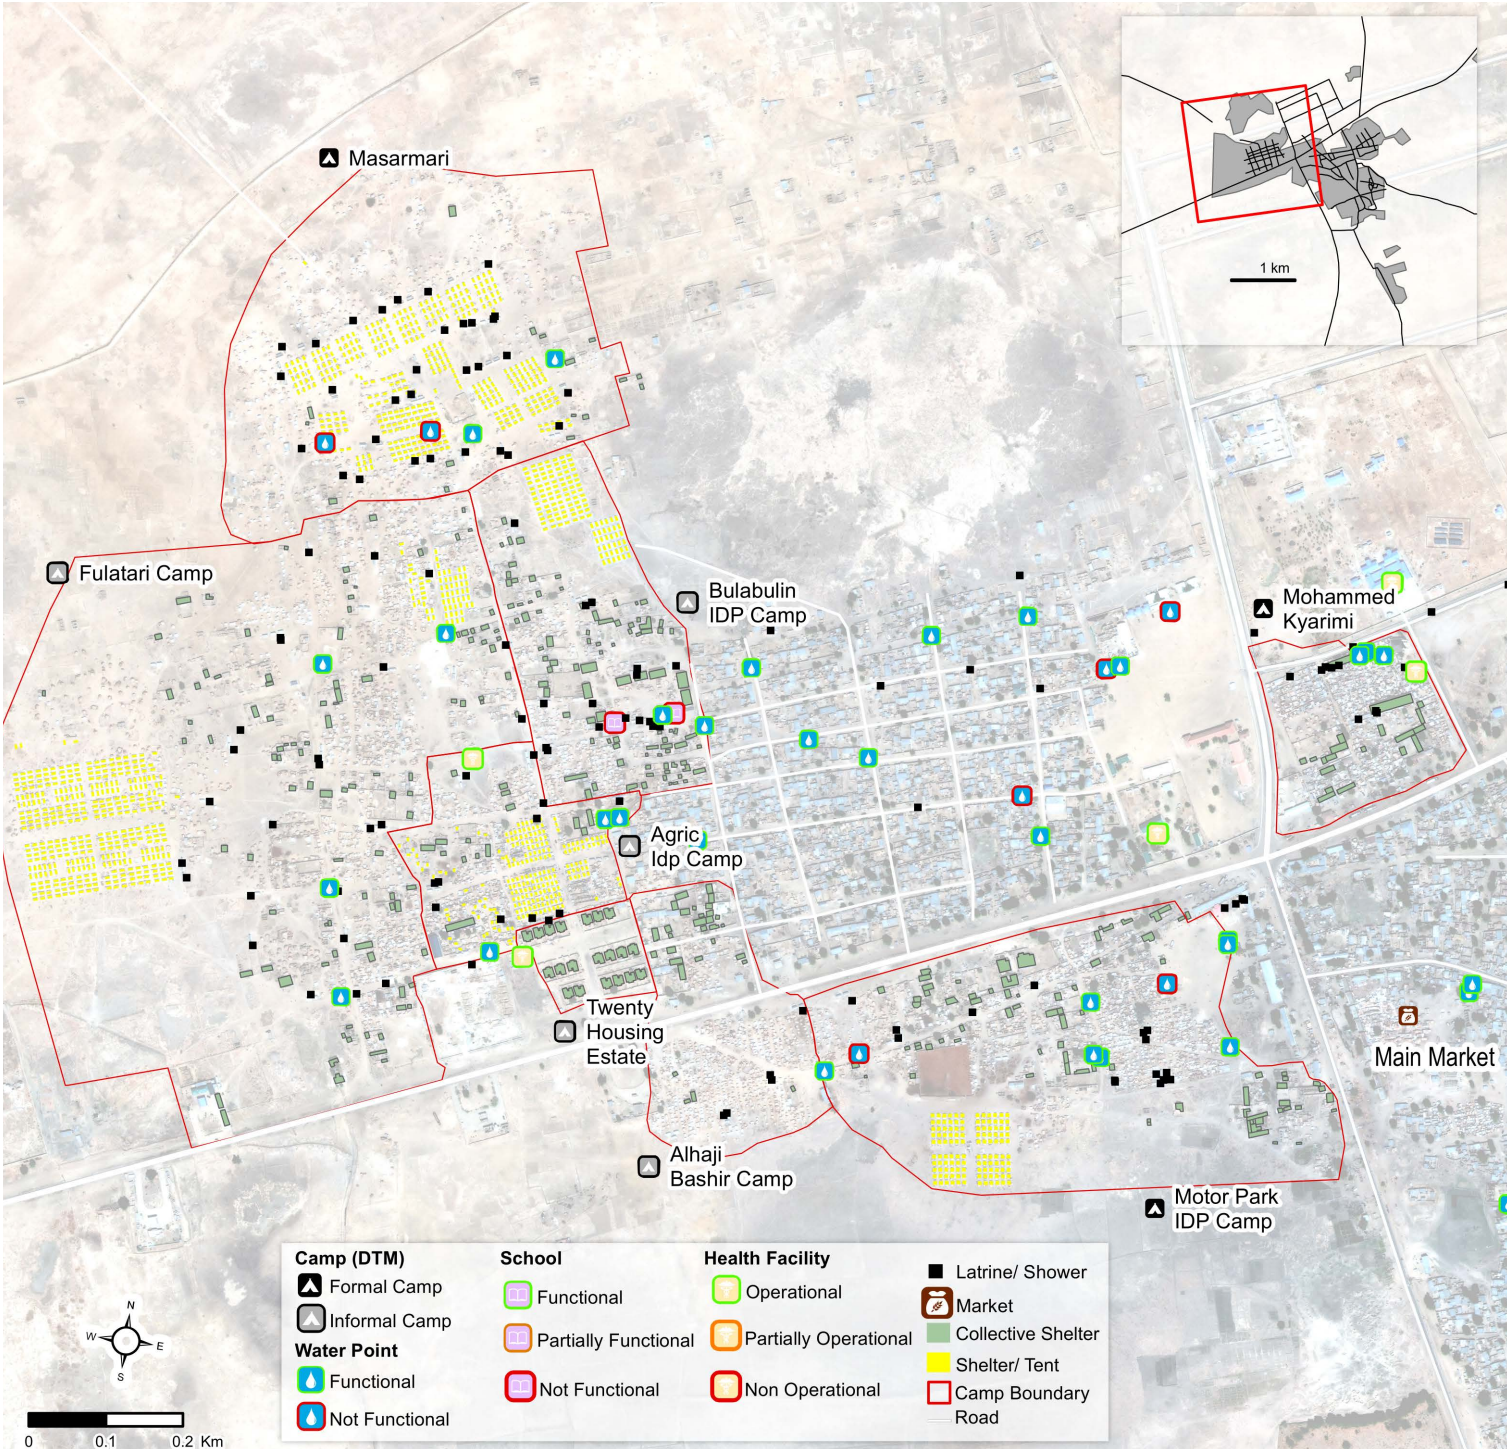 1 km
Masarmari
Fulatari Camp
Bulabulin
IDP Camp
Mohammed
Kyarimi
Agric
Idp Camp
Twenty
Housing
Estate
Main Market
Alhaji
Bashir Camp
Motor Park
IDP Camp
Camp (DTM)
Formal Camp
Informal Camp
Water Point
Functional
Not Functional
School
Functional
Partially Functional
Not Functional
Health Facility
Operational
Partially Operational
Non Operational
Latrine/ Shower
Market
Collective Shelter
Shelter/ Tent
Camp Boundary
Road
N
W
E
S
0 0.1 0.2 Km